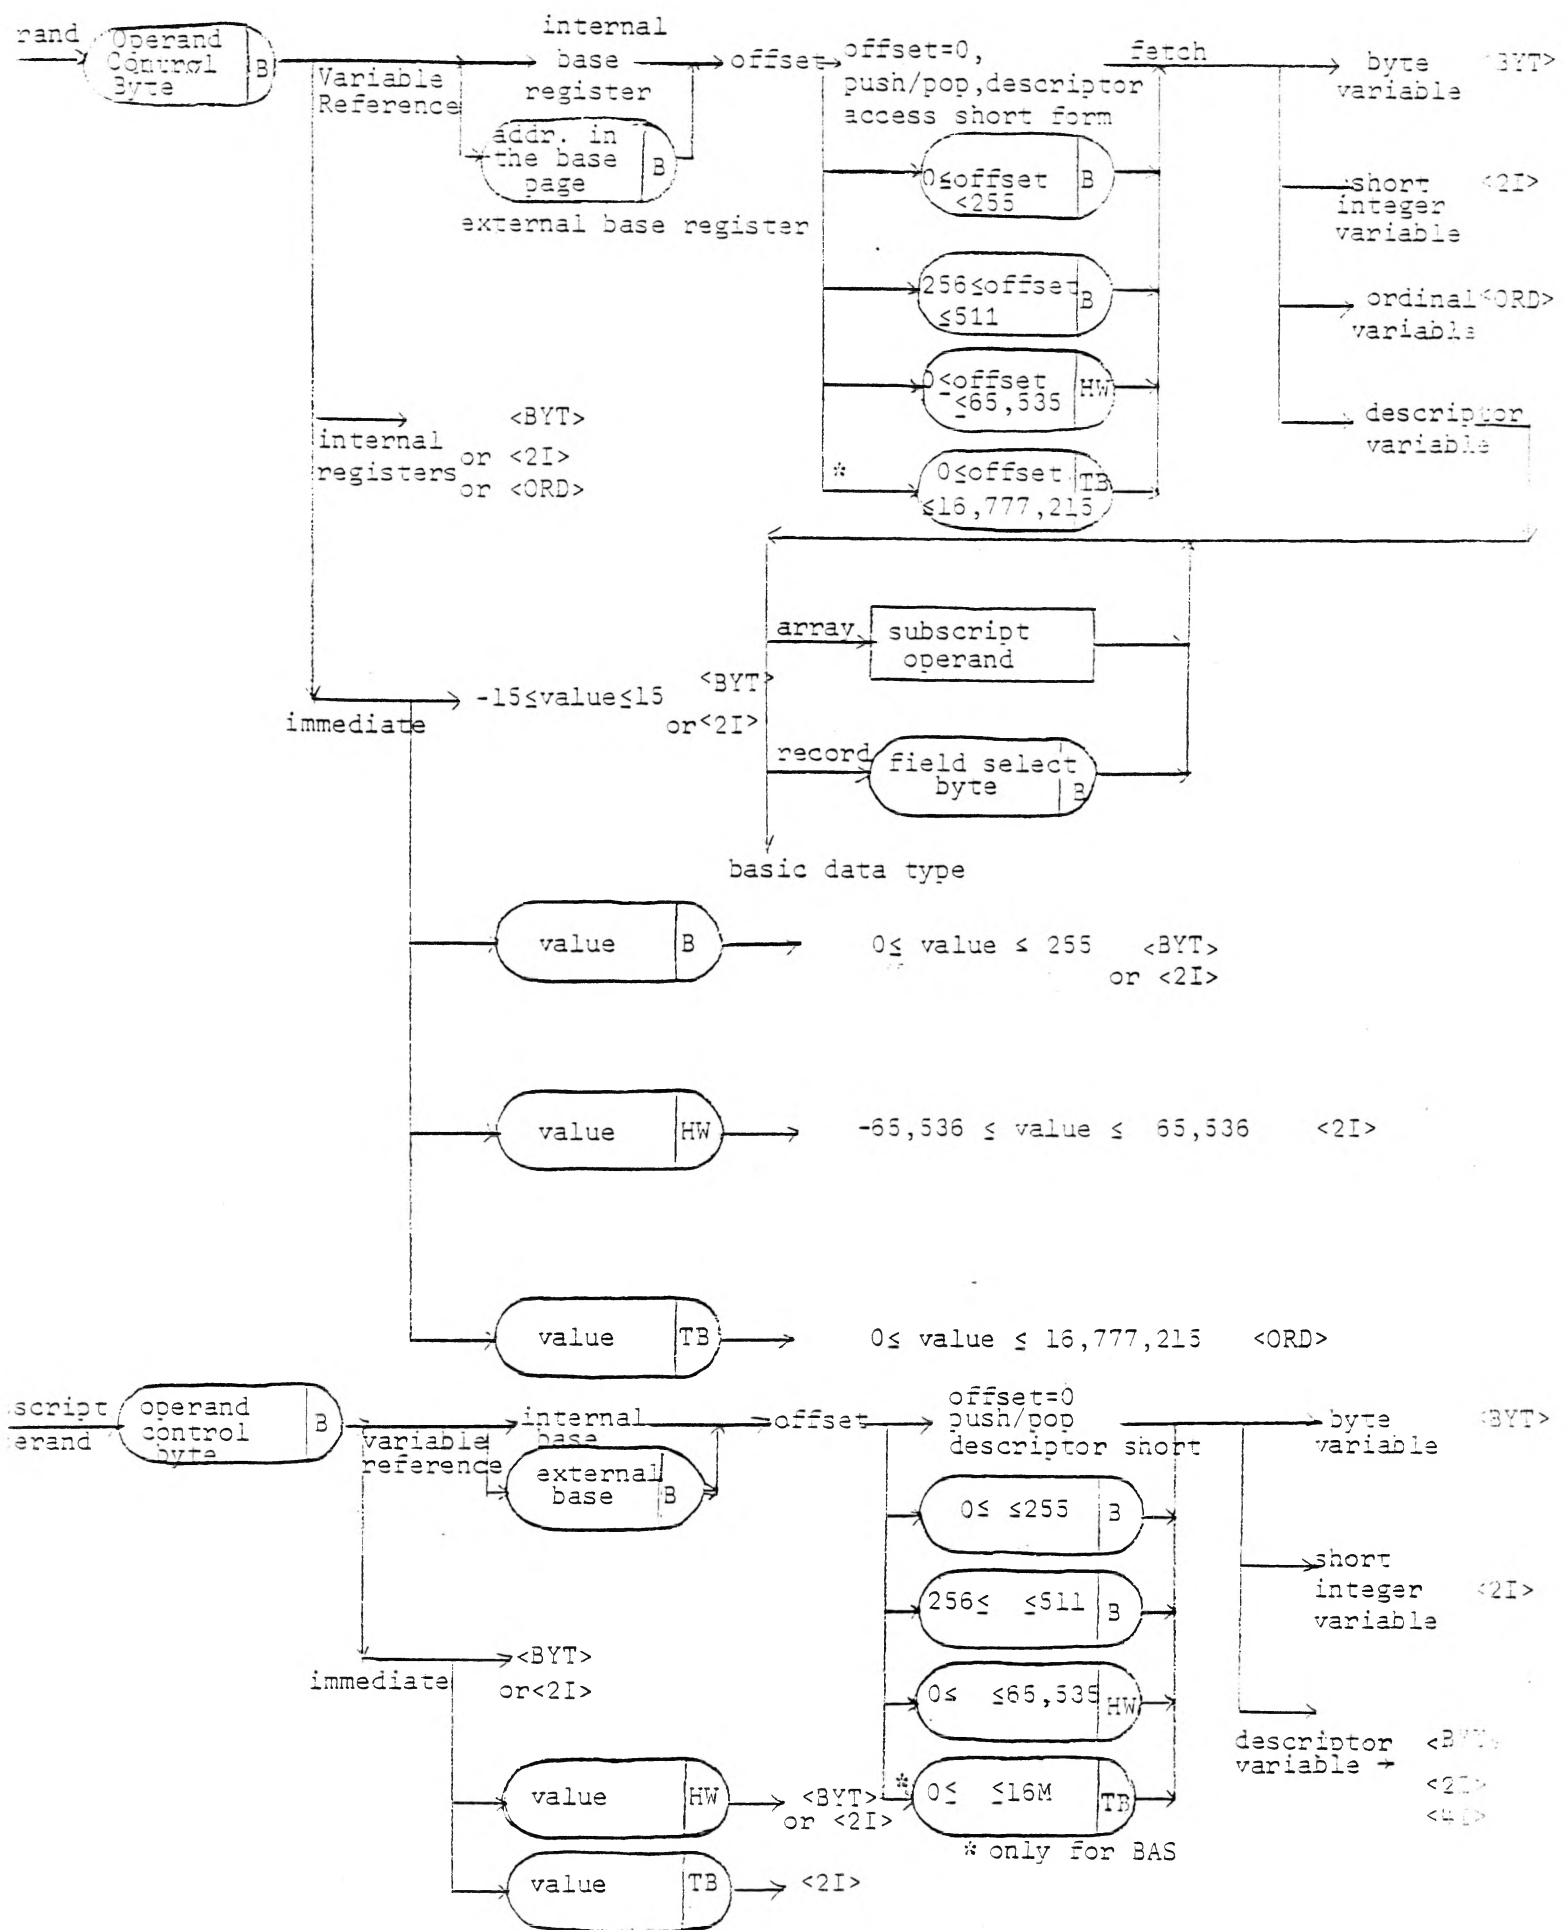 rand
Operand
Control
Byte
B
Variable
Reference
internal
base
register
addr. in
the base
page
B
external base register
offset
offset=0,
push/pop,descriptor
access short form
fetch
0≤offset
<255
B
256≤offset
≤511
B
0≤offset
≤65,535
HW
*
0≤offset
≤16,777,215
TB
byte <BYT>
variable
short <2I>
integer
variable
ordinal<ORD>
variable
descriptor
variable
internal
registers
<BYT>
or <2I>
or <ORD>
array
subscript
operand
record
field select
byte
B
basic data type
immediate
-15≤value≤15
<BYT>
or<2I>
value B
0≤ value ≤ 255 <BYT>
or <2I>
value HW
-65,536 ≤ value ≤ 65,536 <2I>
value TB
0≤ value ≤ 16,777,215 <ORD>
script
erand
operand
control
byte
B
variable
reference
internal
base
external
base
B
offset
offset=0
push/pop
descriptor short
0≤ ≤255 B
256≤ ≤511 B
0≤ ≤65,535 HW
*
0≤ ≤16M TB
* only for BAS
byte <BYT>
variable
short
integer <2I>
variable
descriptor <BYT>
variable →
<2I>
<4I>
immediate
<BYT>
or<2I>
value HW
<BYT>
or <2I>
value TB
<2I>